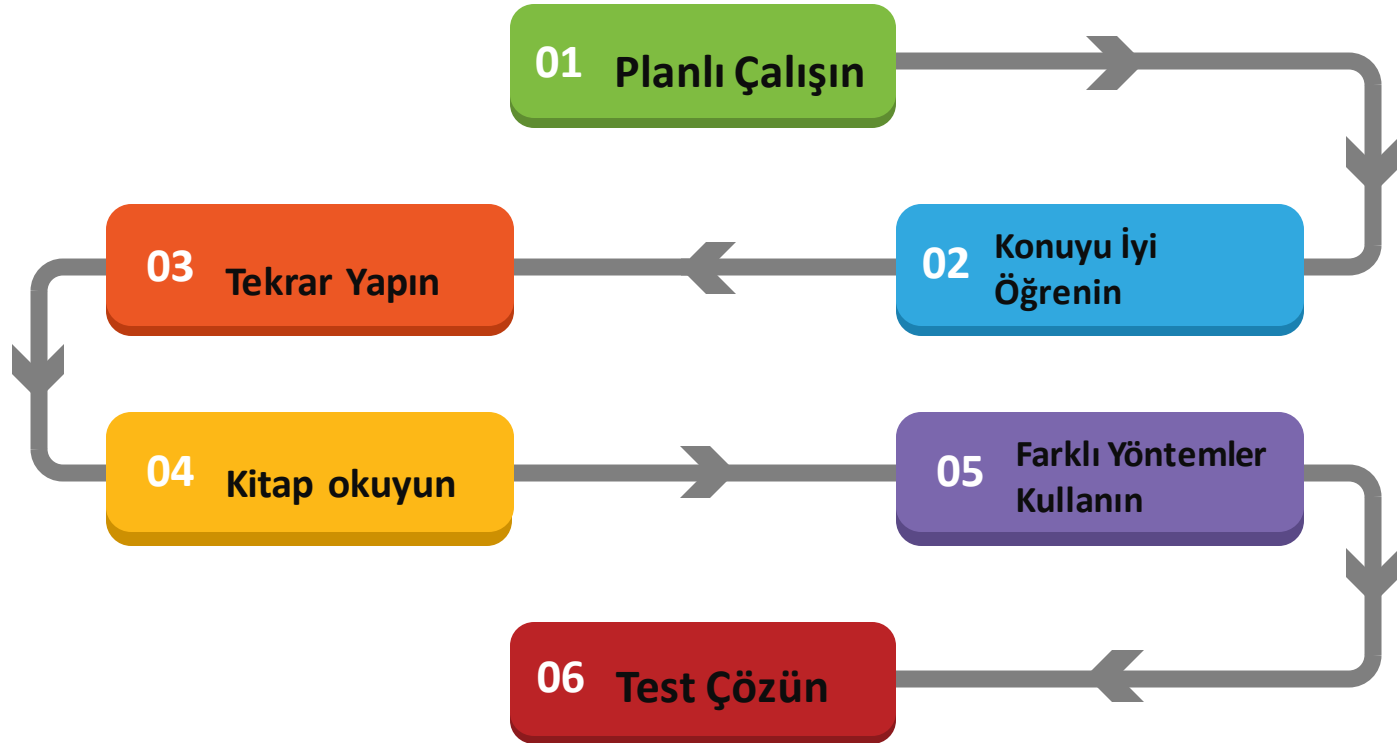 01 Planlı Çalışın
02 Konuyu İyi
Öğrenin
03 Tekrar Yapın
04 Kitap okuyun
05 Farklı Yöntemler
Kullanın
06 Test Çözün